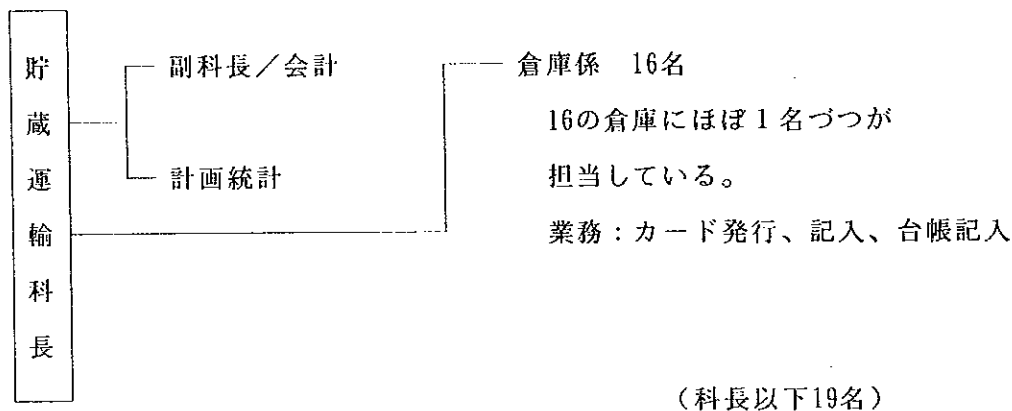 貯蔵運輸科長
副科長／会計
計画統計
倉庫係 16名
16の倉庫にほぼ1名づつが
担当している。
業務：カード発行、記入、台帳記入
（科長以下19名）